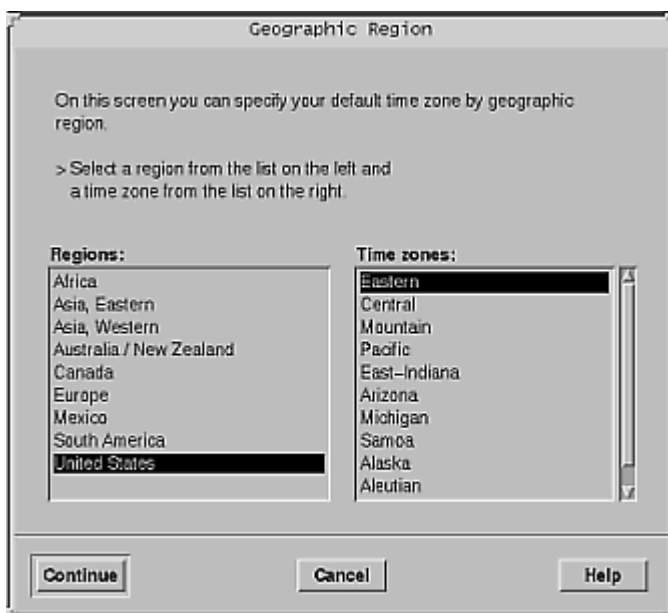 Geographic Region
On this screen you can specify your default time zone by geographic
region.
> Select a region from the list on the left and
a time zone from the list on the right.
Regions:
Africa
Asia, Eastern
Asia, Western
Australia / New Zealand
Canada
Europe
Mexico
South America
United States
Time zones:
Eastern
Central
Mountain
Pacific
East-Indiana
Arizona
Michigan
Samoa
Alaska
Aleutian
Continue
Cancel
Help